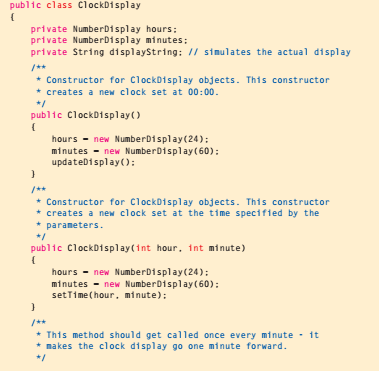 public class ClockDisplay
{
    private NumberDisplay hours;
    private NumberDisplay minutes;
    private String displayString; // simulates the actual display
    /**
     * Constructor for ClockDisplay objects. This constructor
     * creates a new clock set at 00:00.
     */
    public ClockDisplay()
    {
        hours = new NumberDisplay(24);
        minutes = new NumberDisplay(60);
        updateDisplay();
    }
    /**
     * Constructor for ClockDisplay objects. This constructor
     * creates a new clock set at the time specified by the
     * parameters.
     */
    public ClockDisplay(int hour, int minute)
    {
        hours = new NumberDisplay(24);
        minutes = new NumberDisplay(60);
        setTime(hour, minute);
    }
    /**
     * This method should get called once every minute - it
     * makes the clock display go one minute forward.
     */